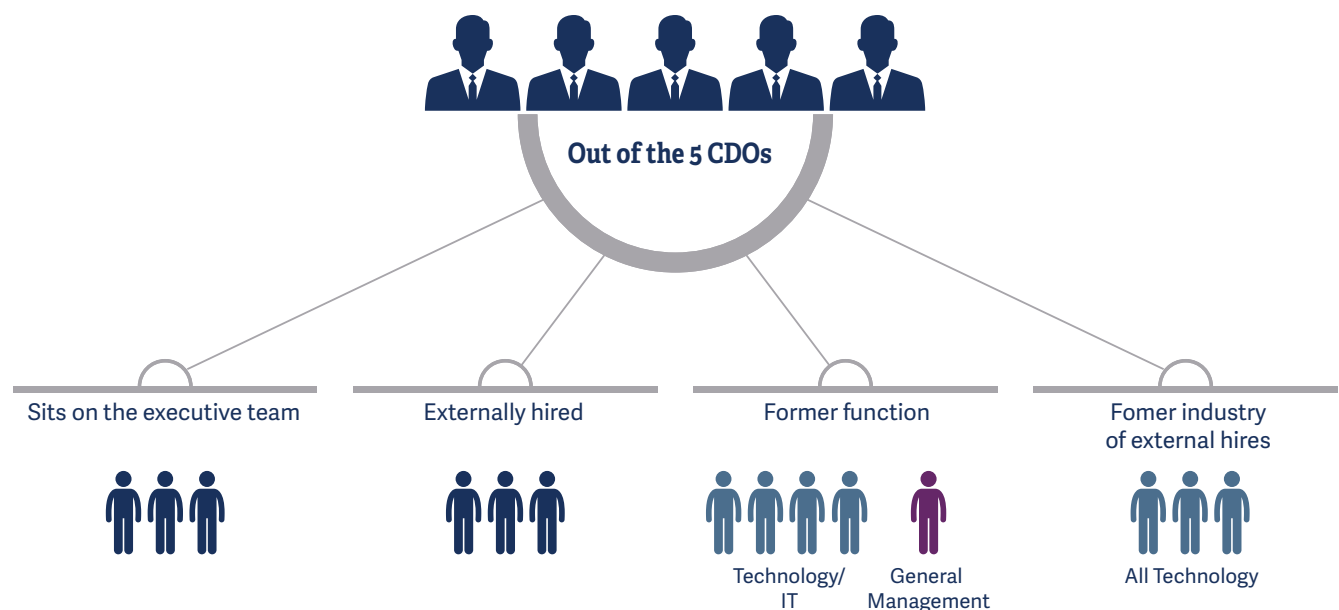 Out of the 5 CDOs
Sits on the executive team
Externally hired
Former function
Fomer industry
of external hires
Technology/
IT
General
Management
All Technology